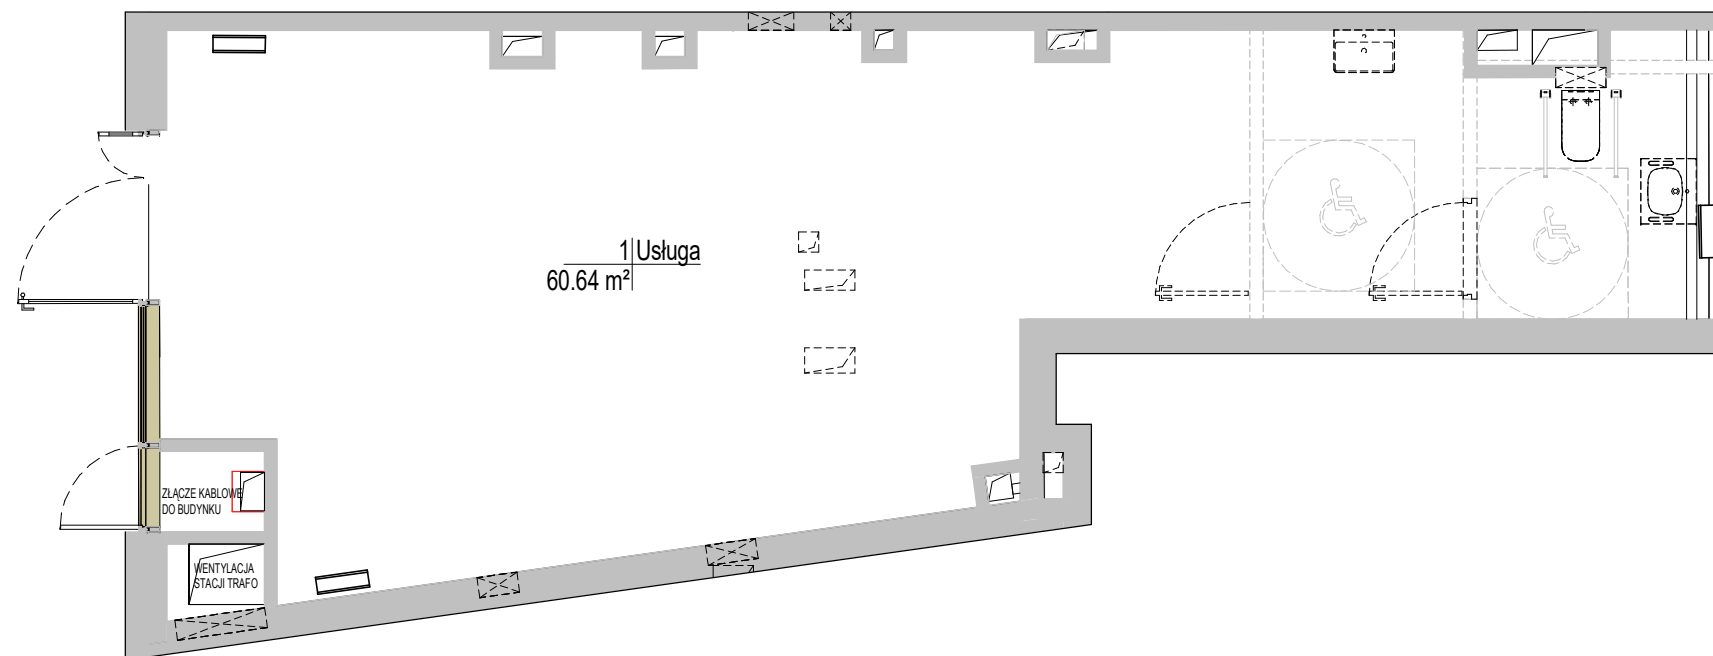 1 Usługa
60.64 m²
ZŁĄCZE KABLOWE
DO BUDYNKU
WENTYLACJA
STACJI TRAFO